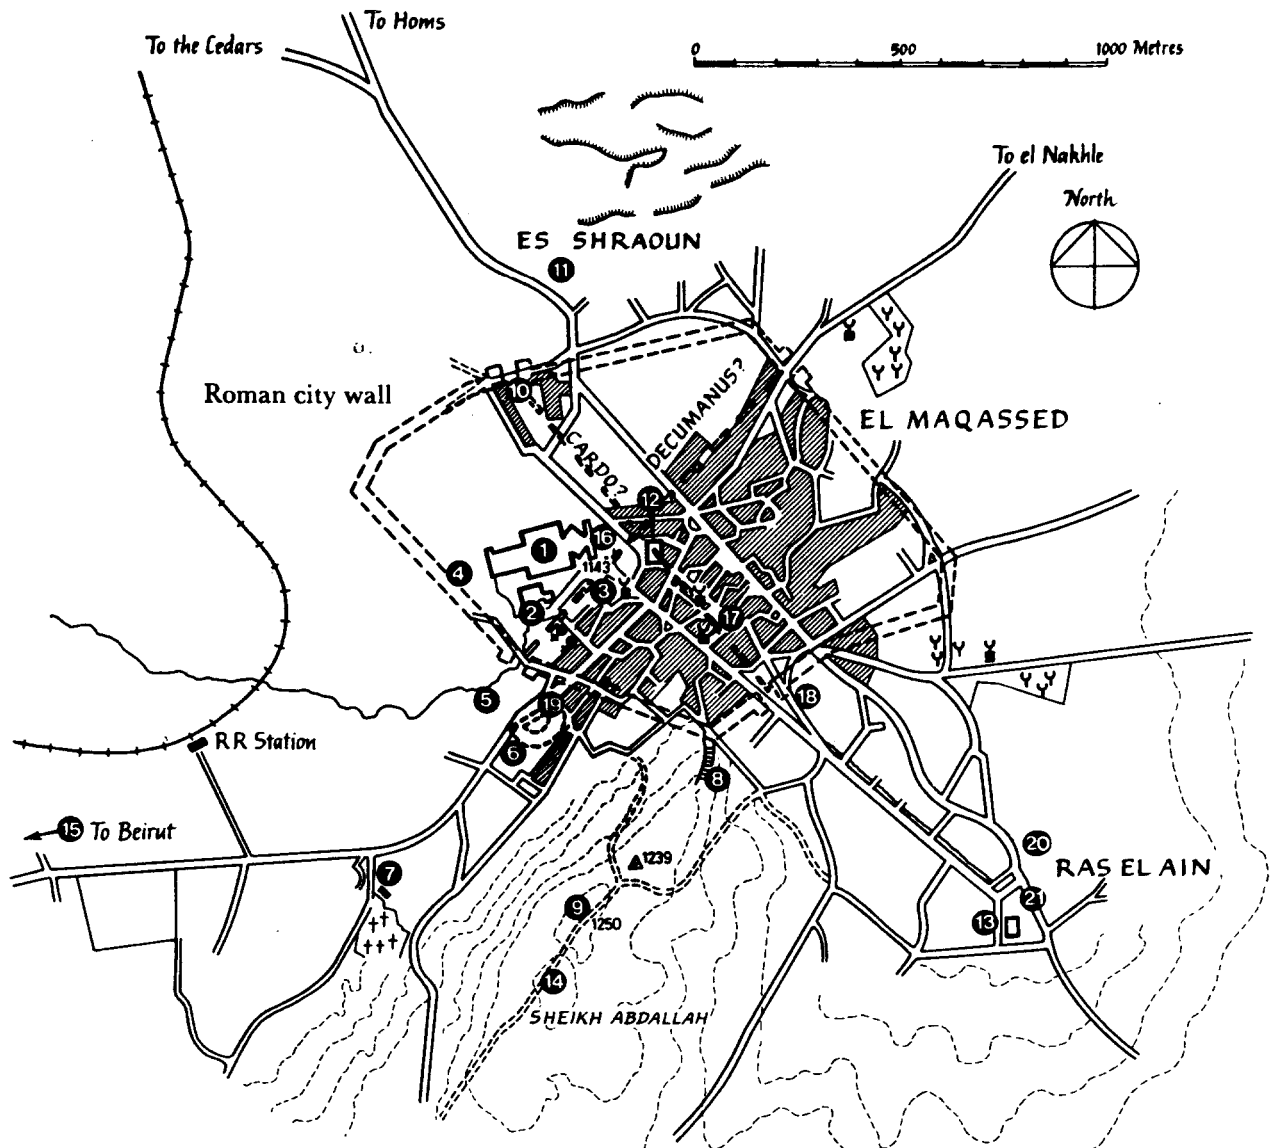 To Homs
To the Cedars
0 500 1000 Metres
To el Nakhle
North
ES SHRAOUN
11
Roman city wall
10
DECUMANUS?
EL MAQASSED
CARDO?
12
16
1
1143
4
3
2
17
5
19
18
RR Station
6
8
15 To Beirut
1239
20
7
RAS EL AIN
9
21
1250
13
14
SHEIKH ABDALLAH